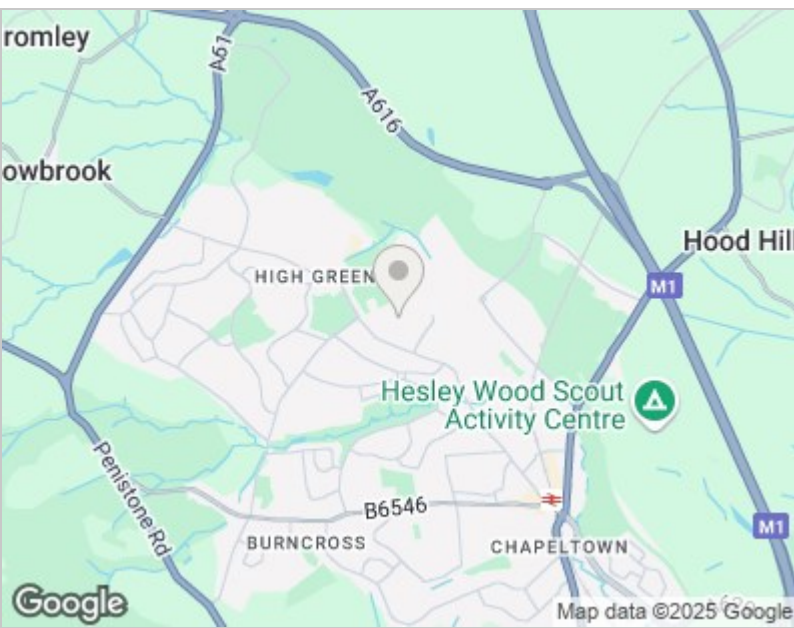 romley
A61
A616
owbrook
Hood Hill
HIGH GREEN
M1
Hesley Wood Scout
Activity Centre
Penistone Rd
B6546
BURNCROSS
CHAPELTOWN
M1
Google
Map data ©2025 Google